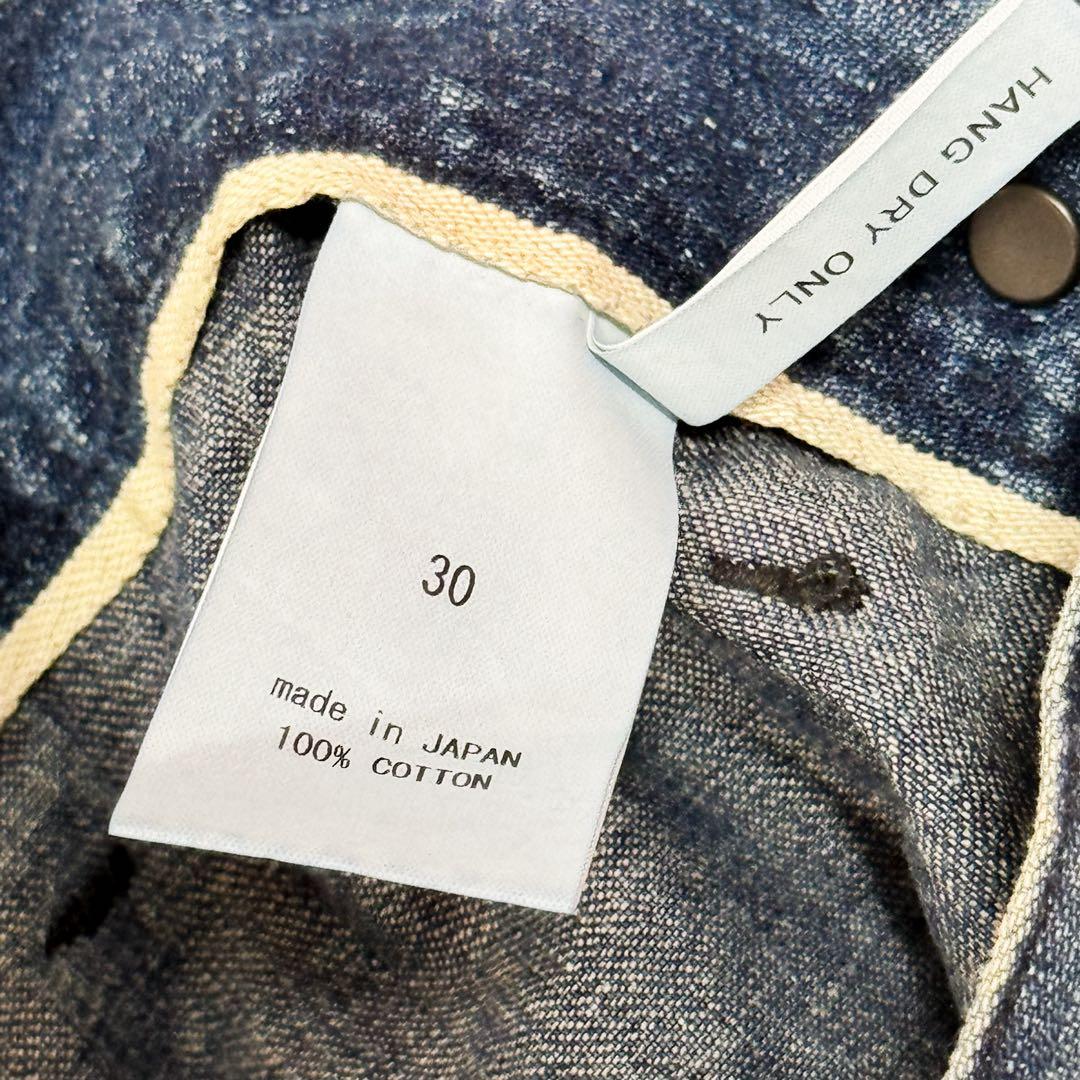 HANG DRY ONLY
30
made in JAPAN
100% COTTON